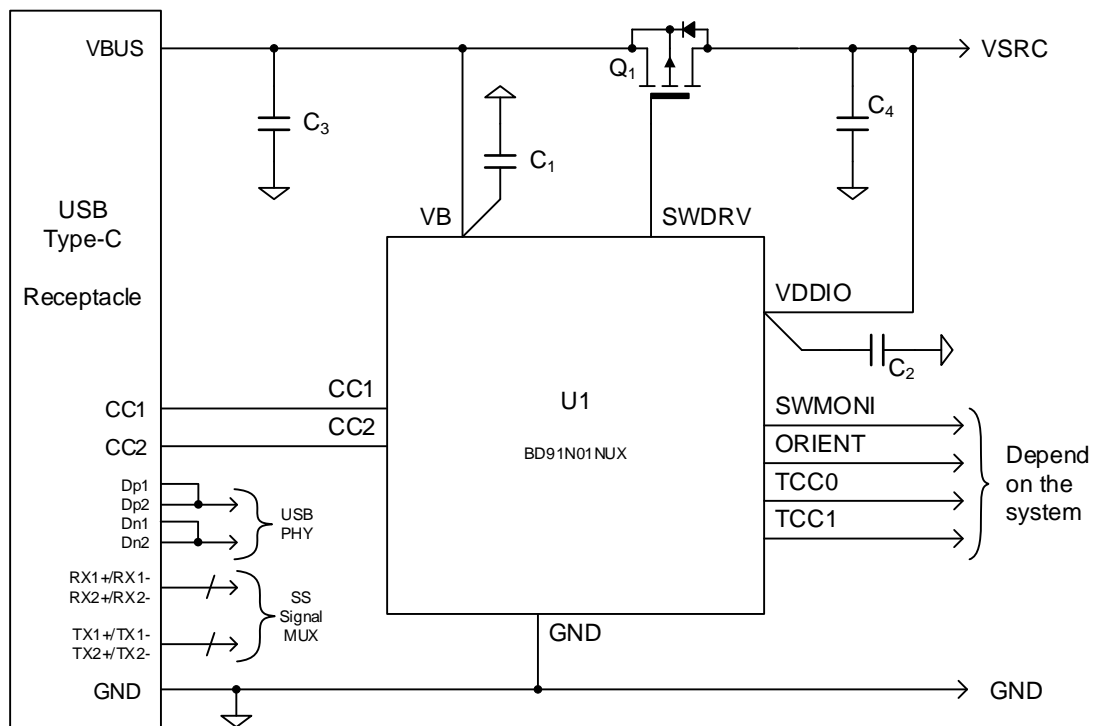 VBUS
VSRC
Q1
C3
C4
C1
USB
Type-C
Receptacle
VB
SWDRV
VDDIO
C2
CC1
CC2
CC1
CC2
U1
BD91N01NUX
SWMONI
ORIENT
TCC0
TCC1
Depend
on the
system
Dp1
Dp2
Dn1
Dn2
USB
PHY
RX1+/RX1-
RX2+/RX2-
TX1+/TX1-
TX2+/TX2-
SS
Signal
MUX
GND
GND
GND